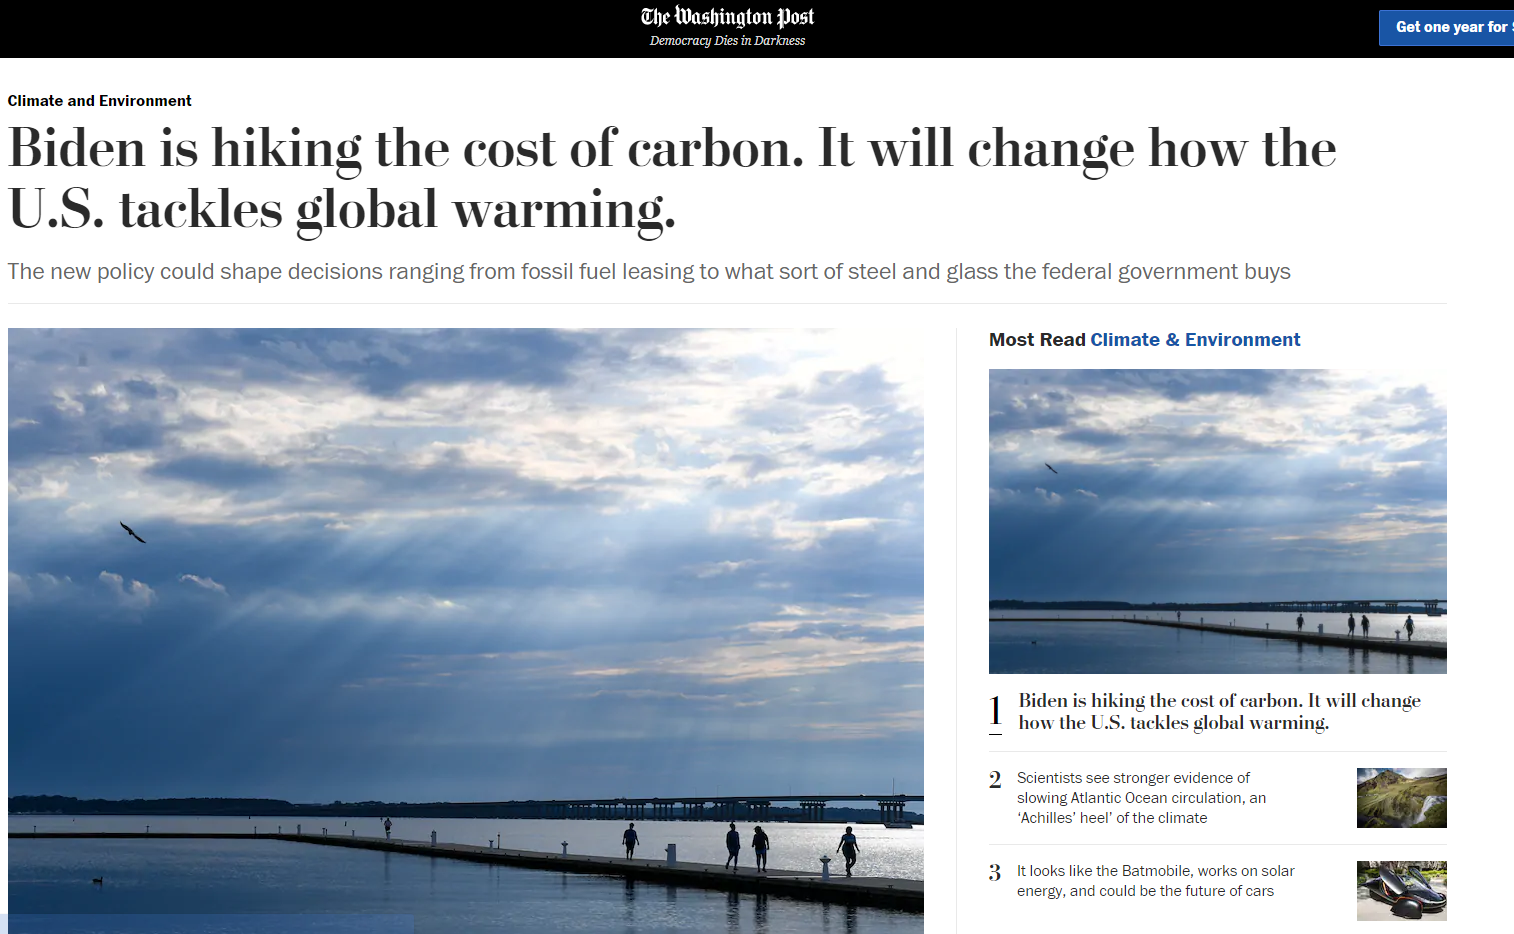 The Washington Post
Democracy Dies in Darkness
Get one year for
Climate and Environment
Biden is hiking the cost of carbon. It will change how the
U.S. tackles global warming.
The new policy could shape decisions ranging from fossil fuel leasing to what sort of steel and glass the federal government buys
Most Read Climate & Environment
1
Biden is hiking the cost of carbon. It will change
how the U.S. tackles global warming.
2
Scientists see stronger evidence of
slowing Atlantic Ocean circulation, an
‘Achilles’ heel’ of the climate
3
It looks like the Batmobile, works on solar
energy, and could be the future of cars